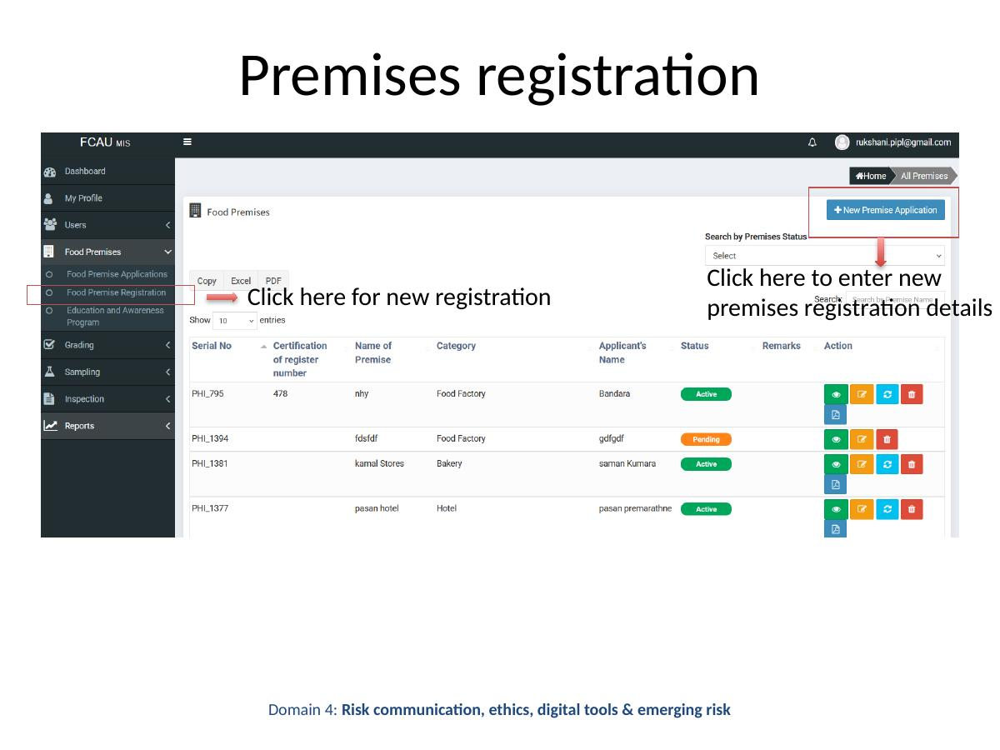 Premises registration
FCAU MIS
rukshani.pipl@gmail.com
Dashboard
My Profile
Users
Food Premises
Food Premise Applications
Food Premise Registration
Education and Awareness
Program
Grading
Sampling
Inspection
Reports
Home All Premises
Food Premises
New Premise Application
Search by Premises Status
Select
Click here to enter new
premises registration details
Copy Excel PDF
Click here for new registration
Search: Search by Premise Name
Show 10 entries
Serial No Certification of register number Name of Premise Category Applicant's Name Status Remarks Action
PHI_795 478 nhy Food Factory Bandara Active
PHI_1394 fdsfdf Food Factory gdfgdf Pending
PHI_1381 kamal Stores Bakery saman Kumara Active
PHI_1377 pasan hotel Hotel pasan premarathne Active
Domain 4: Risk communication, ethics, digital tools & emerging risk